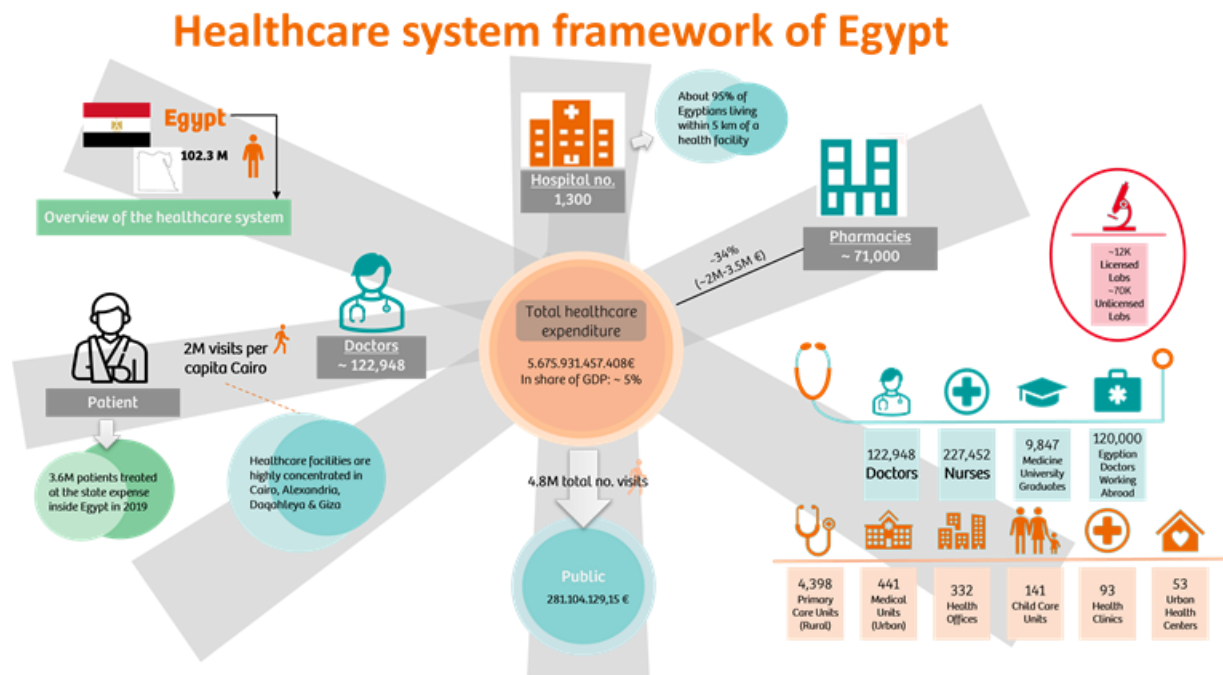 Healthcare system framework of Egypt
Egypt
102.3 M
Overview of the healthcare system
Hospital no.
1,300
About 95% of
Egyptians living
within 5 km of a
health facility
Pharmacies
~ 71,000
~34%
(~2M-3.5M €)
~12K
Licensed
Labs
~70K
Unlicensed
Labs
Total healthcare
expenditure
5.675.931.457.408€
In share of GDP: ~ 5%
Doctors
~ 122,948
2M visits per
capita Cairo
Patient
3.6M patients treated
at the state expense
inside Egypt in 2019
Healthcare facilities are
highly concentrated in
Cairo, Alexandria,
Daqahleya & Giza
4.8M total no. visits
Public
281.104.129,15 €
122,948
Doctors
227,452
Nurses
9,847
Medicine
University
Graduates
120,000
Egyptian
Doctors
Working
Abroad
4,398
Primary
Care Units
(Rural)
441
Medical
Units
(Urban)
332
Health
Offices
141
Child Care
Units
93
Health
Clinics
53
Urban
Health
Centers